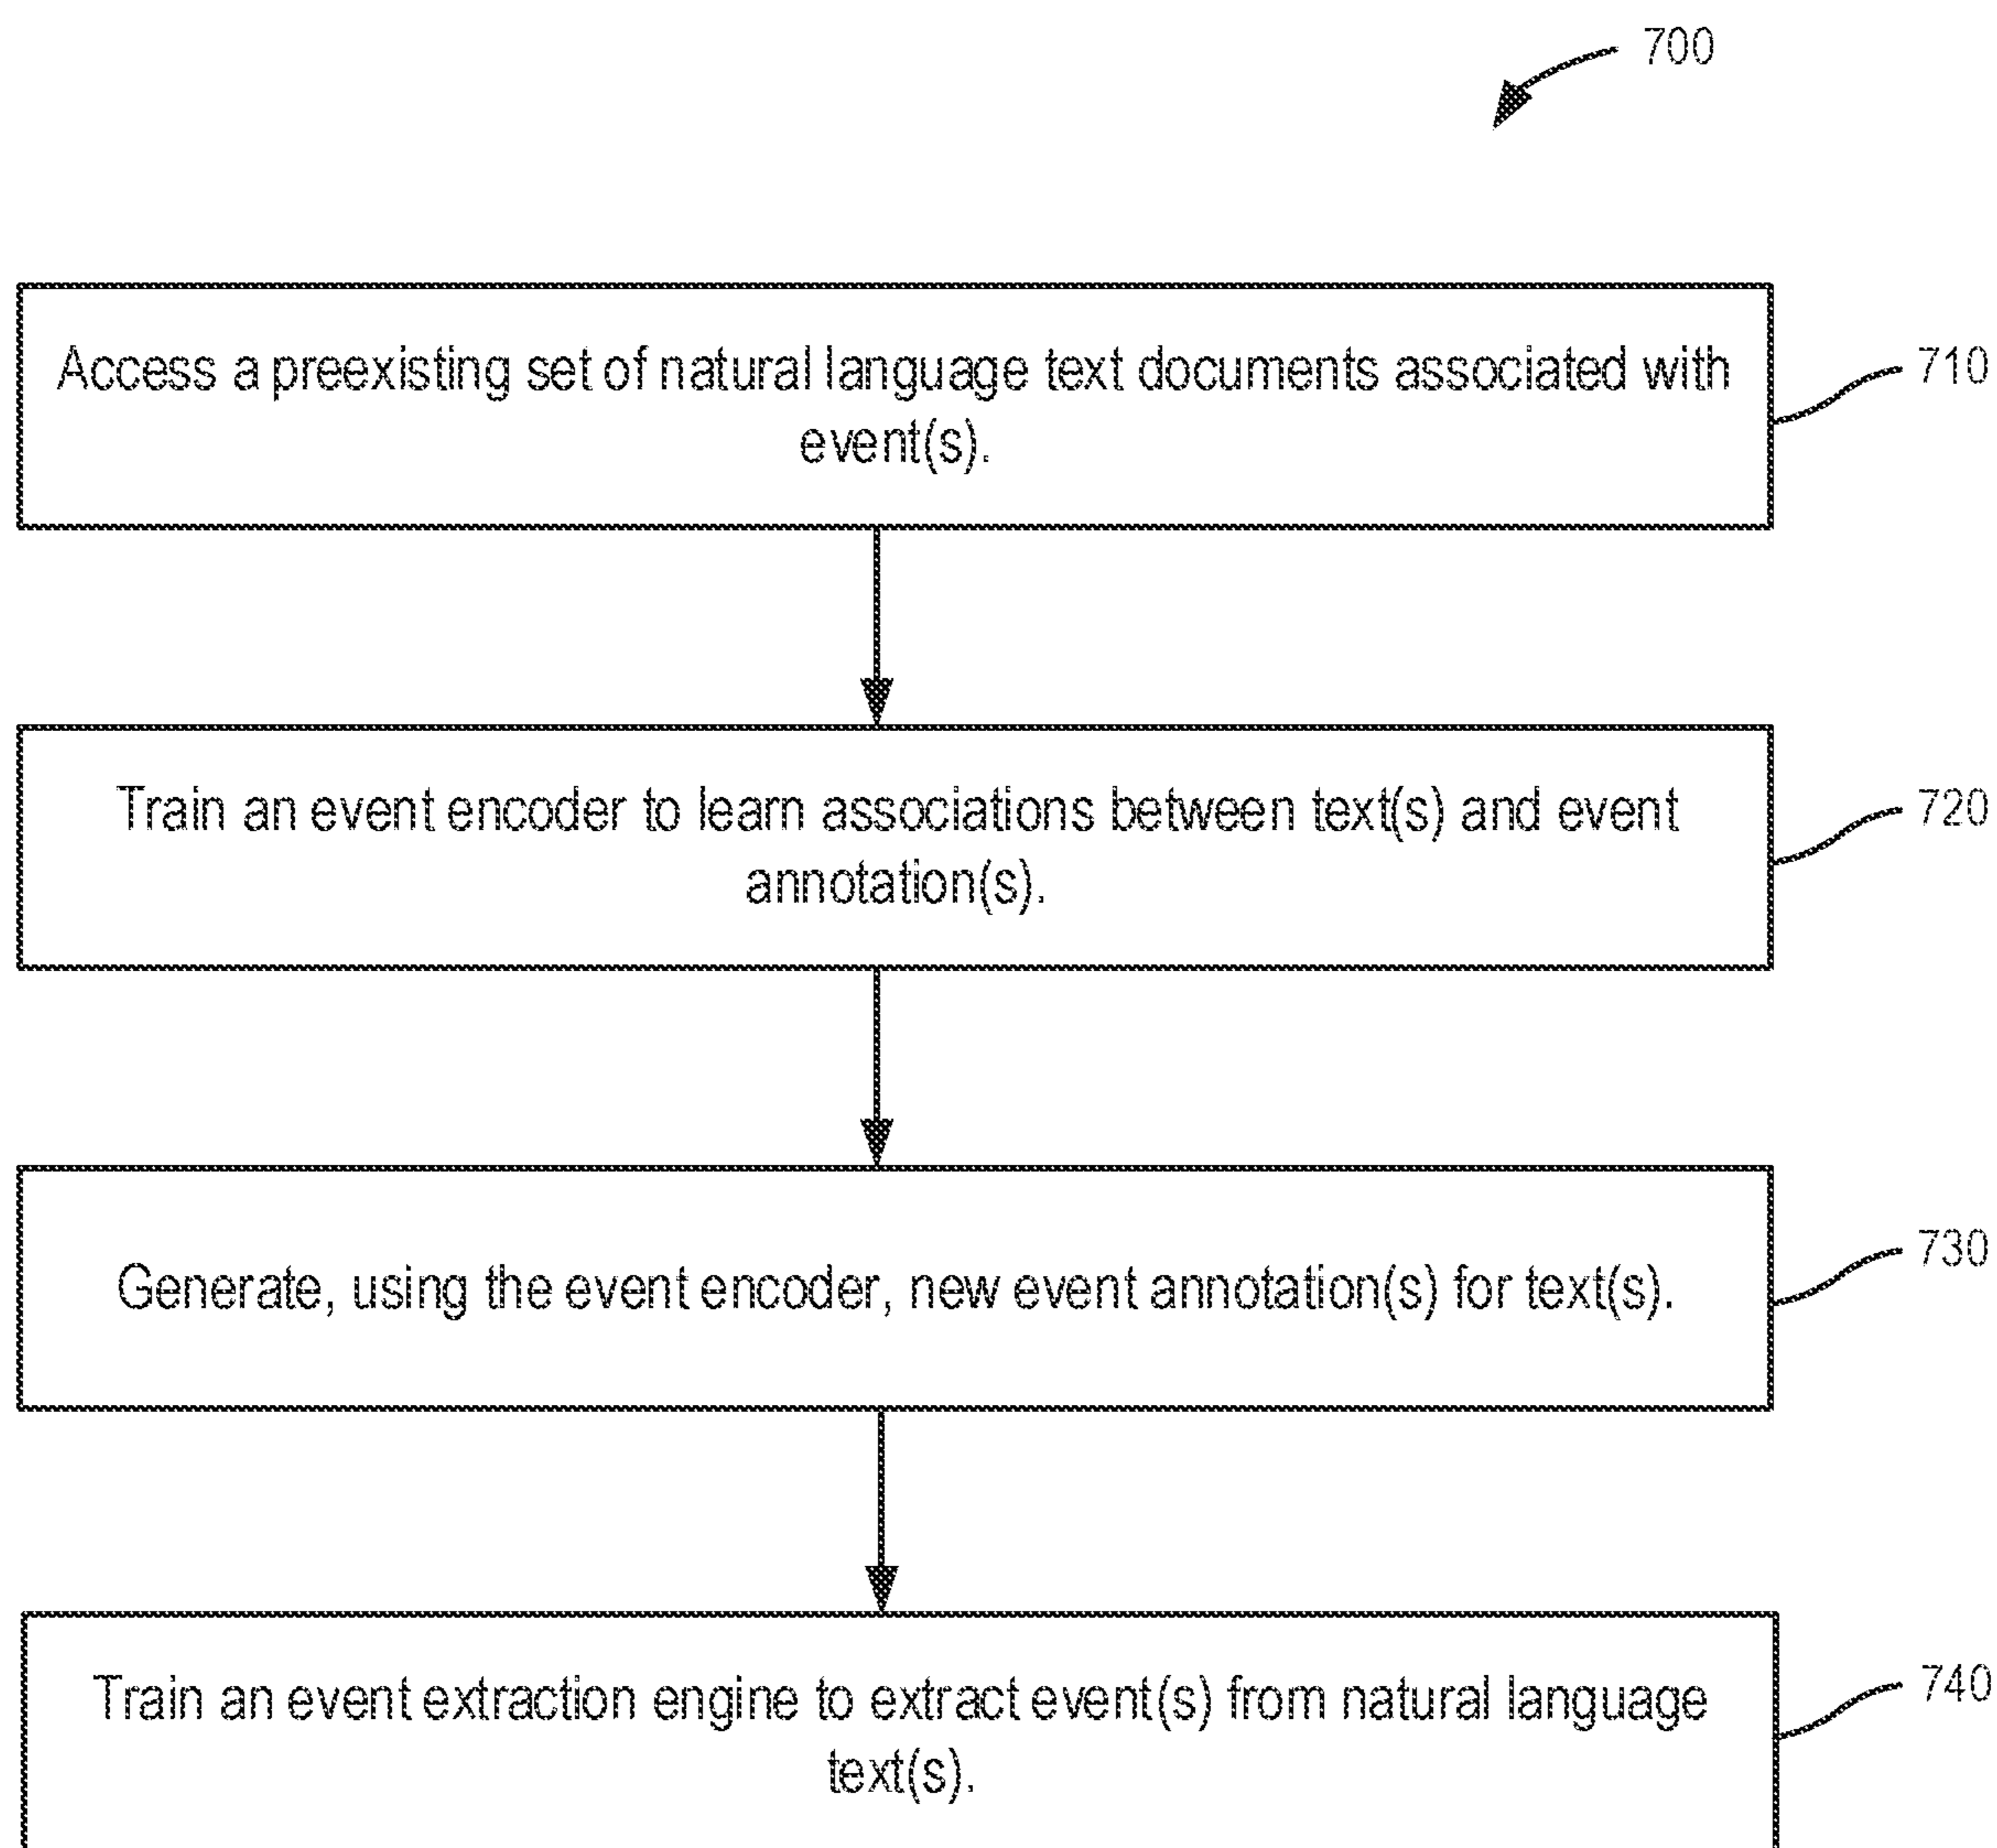 700
Access a preexisting set of natural language text documents associated with
event(s).
710
Train an event encoder to learn associations between text(s) and event
annotation(s).
720
Generate, using the event encoder, new event annotation(s) for text(s).
730
Train an event extraction engine to extract event(s) from natural language
text(s).
740